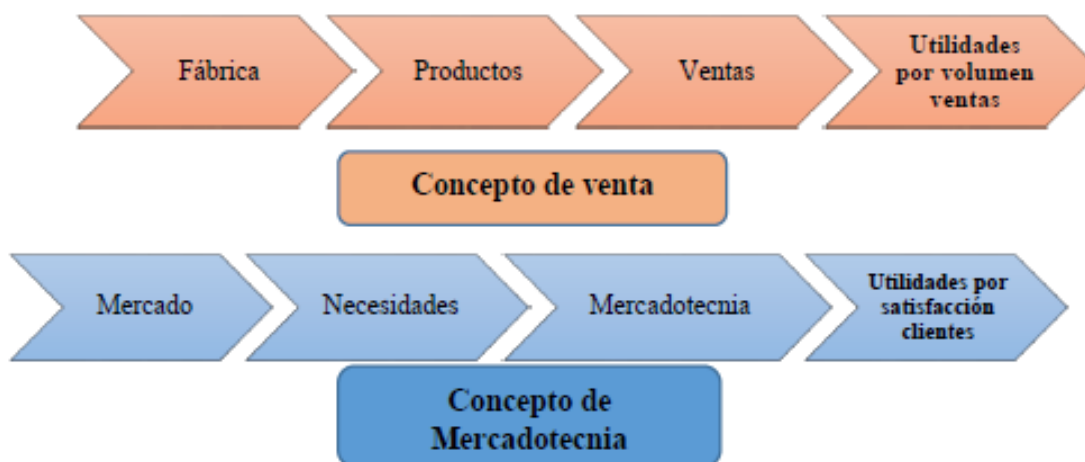 Fábrica
Productos
Ventas
Utilidades
por volumen
ventas
Concepto de venta
Mercado
Necesidades
Mercadotecnia
Utilidades por
satisfacción
clientes
Concepto de
Mercadotecnia